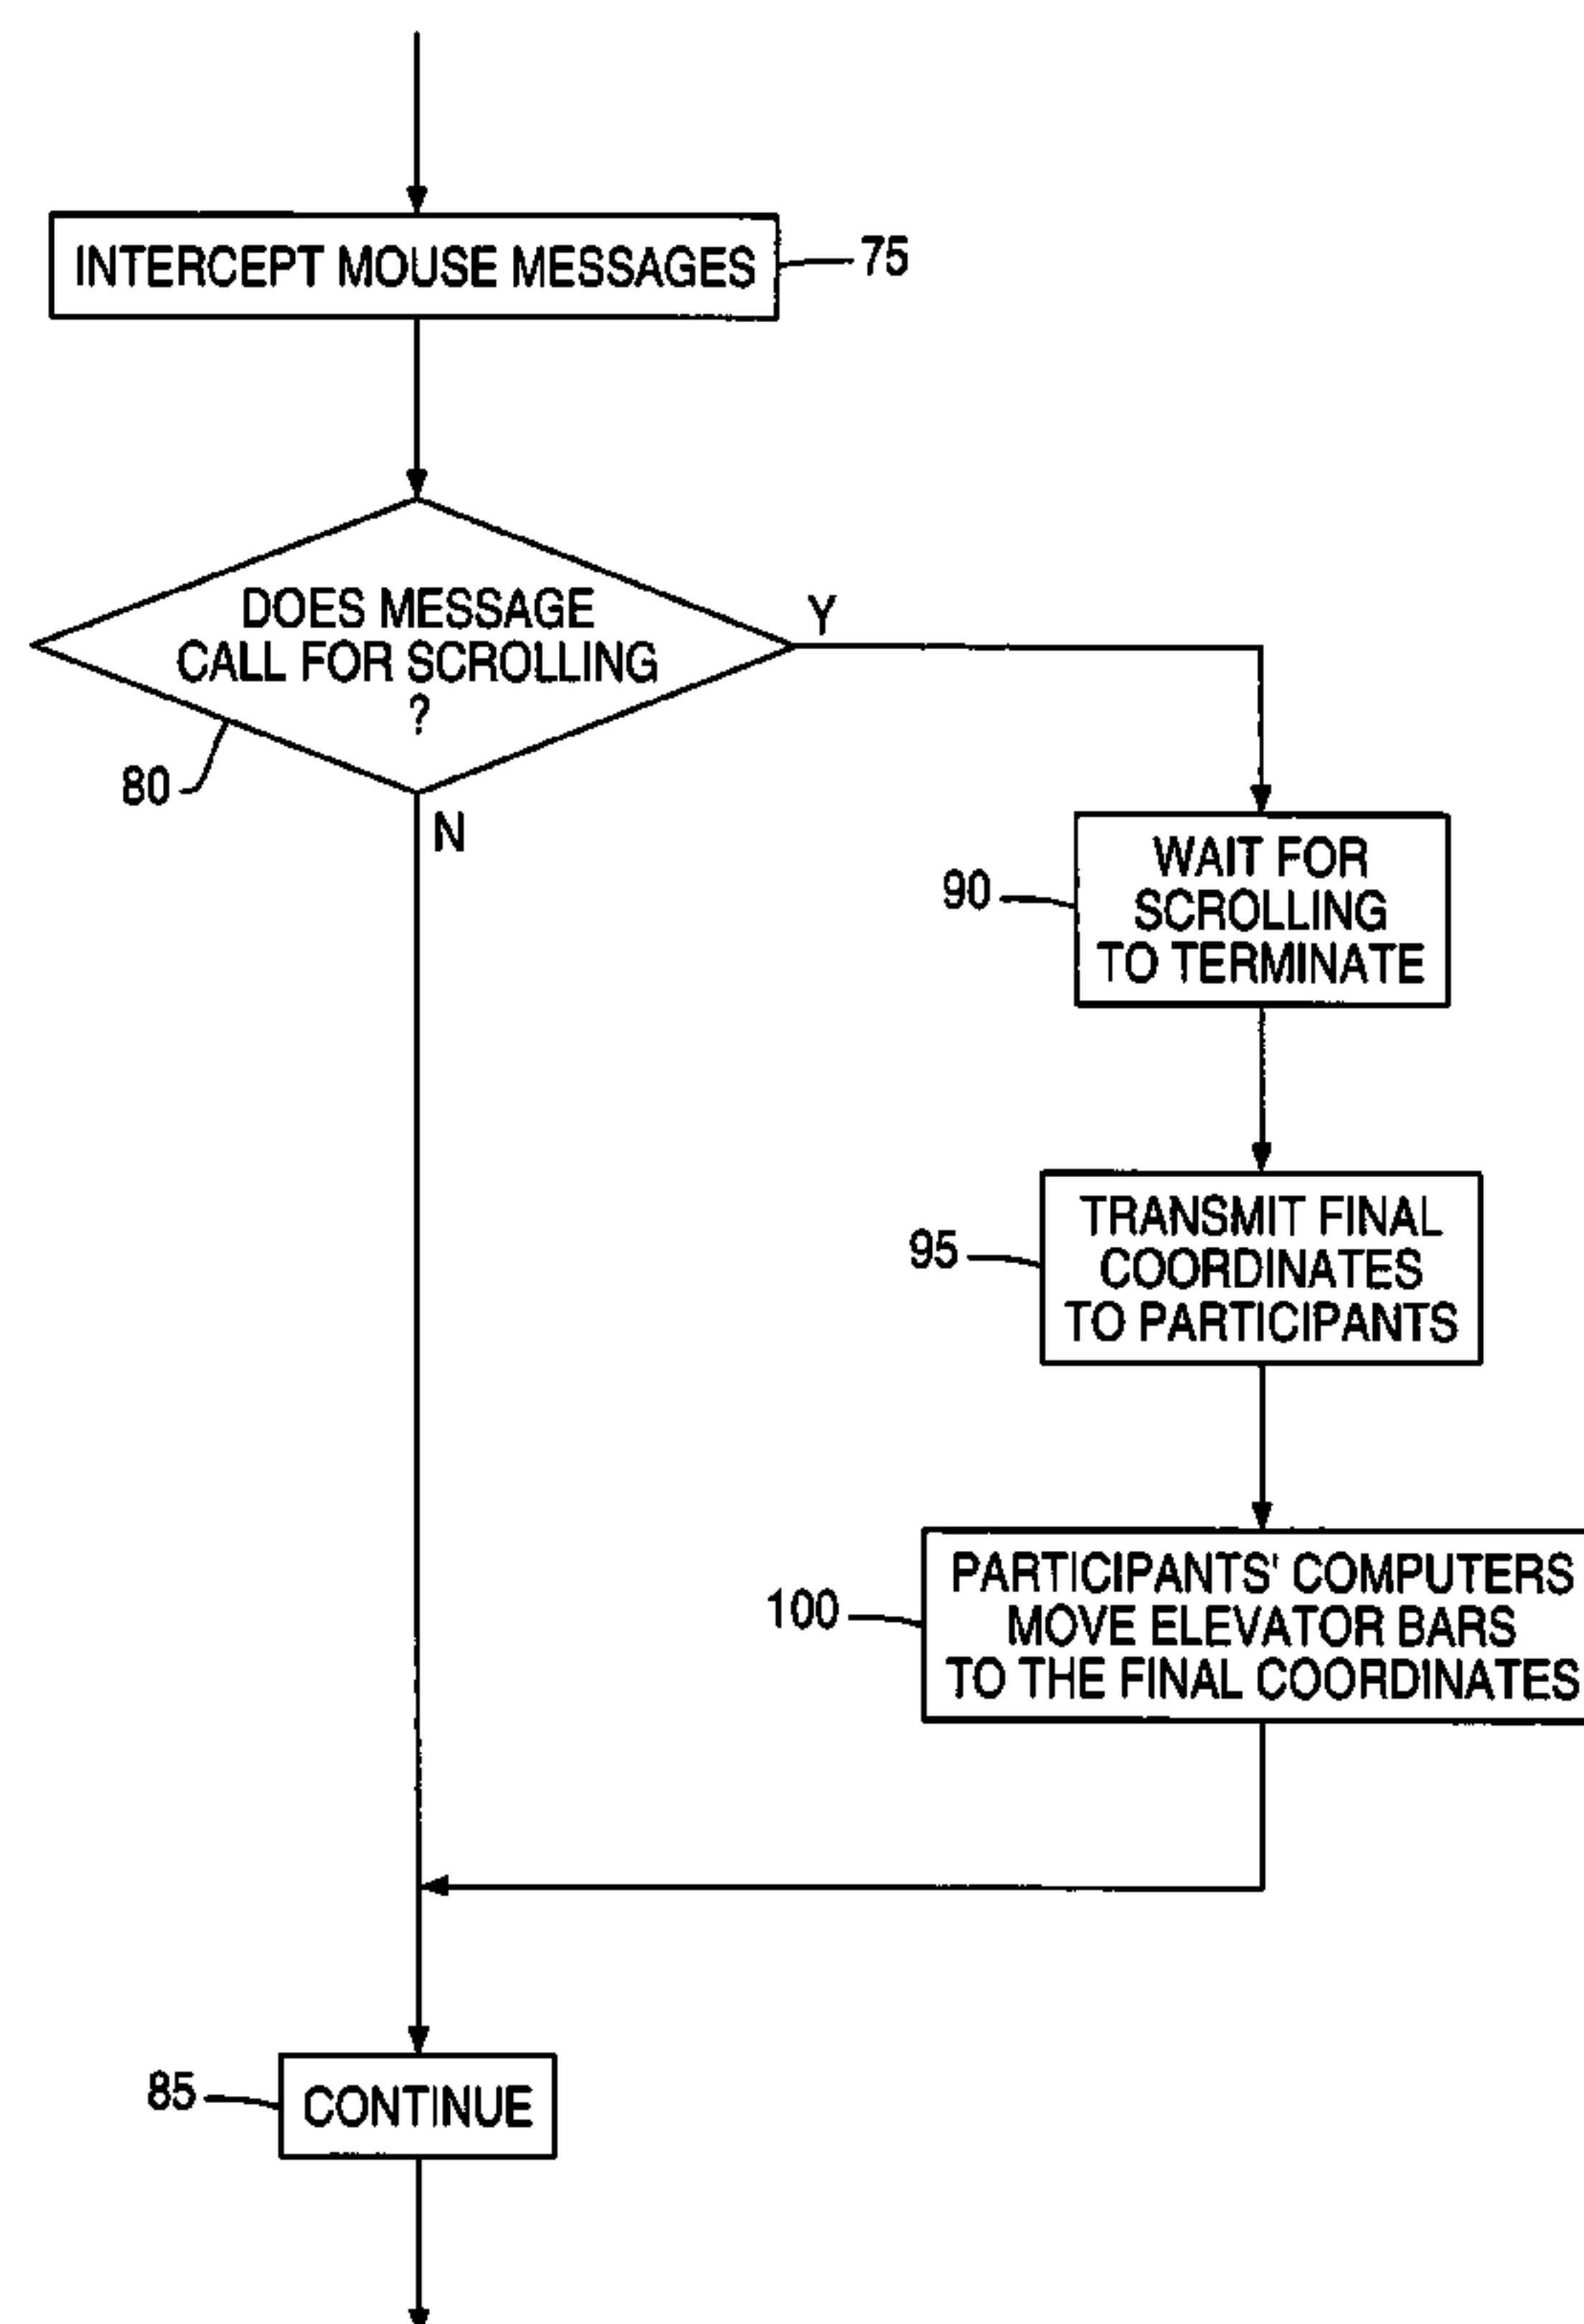 INTERCEPT MOUSE MESSAGES
75
DOES MESSAGE
CALL FOR SCROLLING
?
Y
80
N
WAIT FOR
SCROLLING
TO TERMINATE
90
TRANSMIT FINAL
COORDINATES
TO PARTICIPANTS
95
PARTICIPANTS' COMPUTERS
MOVE ELEVATOR BARS
TO THE FINAL COORDINATES
100
85
CONTINUE